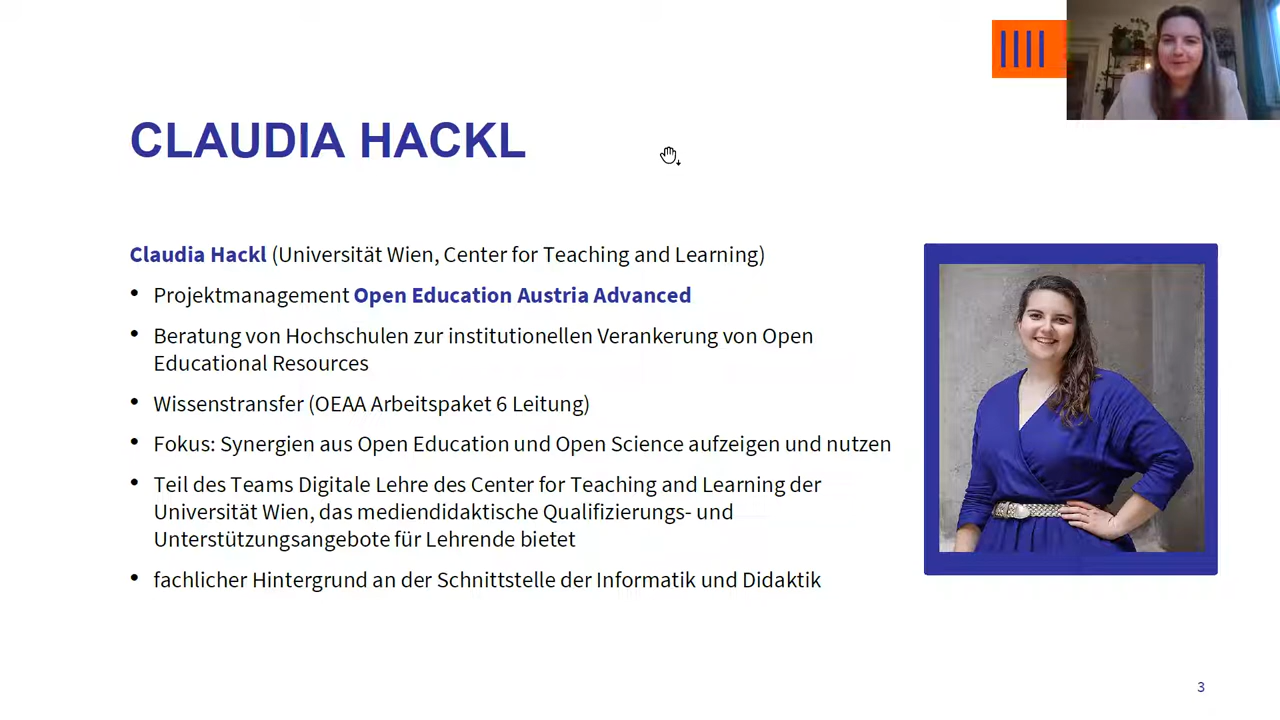 CLAUDIA HACKL
Claudia Hackl (Universität Wien, Center for Teaching and Learning)
• Projektmanagement Open Education Austria Advanced
• Beratung von Hochschulen zur institutionellen Verankerung von Open
Educational Resources
• Wissenstransfer (OEAA Arbeitspaket 6 Leitung)
• Fokus: Synergien aus Open Education und Open Science aufzeigen und nutzen
• Teil des Teams Digitale Lehre des Center for Teaching and Learning der
Universität Wien, das mediendidaktische Qualifizierungs- und
Unterstützungsangebote für Lehrende bietet
• fachlicher Hintergrund an der Schnittstelle der Informatik und Didaktik
3